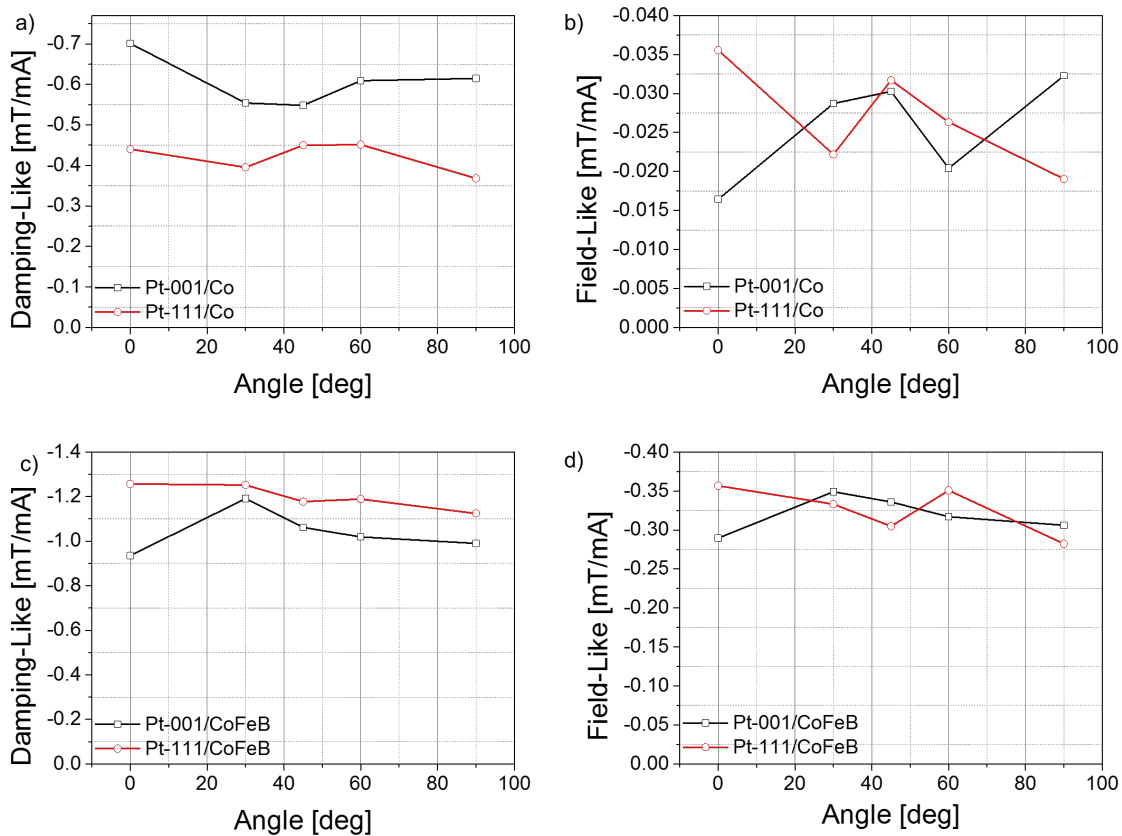 a)
Damping-Like [mT/mA]
-0.7
-0.6
-0.5
-0.4
-0.3
-0.2
-0.1
0.0
Pt-001/Co
Pt-111/Co
0 20 40 60 80 100
Angle [deg]
b)
Field-Like [mT/mA]
-0.040
-0.035
-0.030
-0.025
-0.020
-0.015
-0.010
-0.005
0.000
Pt-001/Co
Pt-111/Co
0 20 40 60 80 100
Angle [deg]
c)
Damping-Like [mT/mA]
-1.4
-1.2
-1.0
-0.8
-0.6
-0.4
-0.2
0.0
Pt-001/CoFeB
Pt-111/CoFeB
0 20 40 60 80 100
Angle [deg]
d)
Field-Like [mT/mA]
-0.40
-0.35
-0.30
-0.25
-0.20
-0.15
-0.10
-0.05
0.00
Pt-001/CoFeB
Pt-111/CoFeB
0 20 40 60 80 100
Angle [deg]